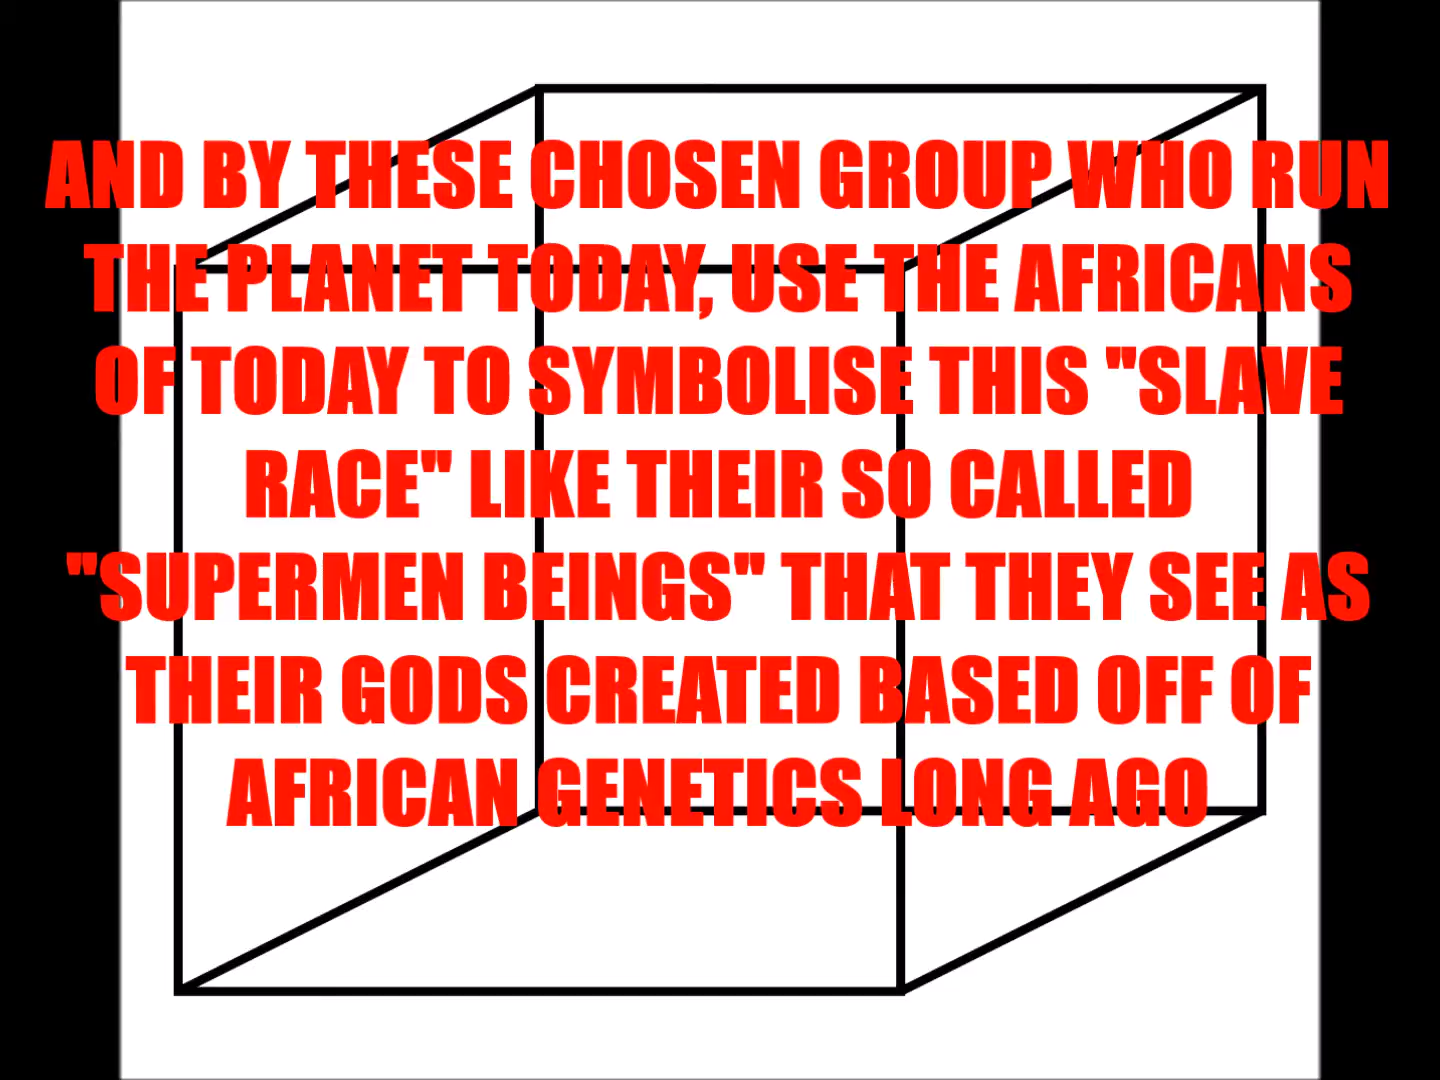 AND BY THESE CHOSEN GROUP WHO RUN
THE PLANET TODAY, USE THE AFRICANS
OF TODAY TO SYMBOLISE THIS "SLAVE
RACE" LIKE THEIR SO CALLED
"SUPERMEN BEINGS" THAT THEY SEE AS
THEIR GODS CREATED BASED OFF OF
AFRICAN GENETICS LONG AGO